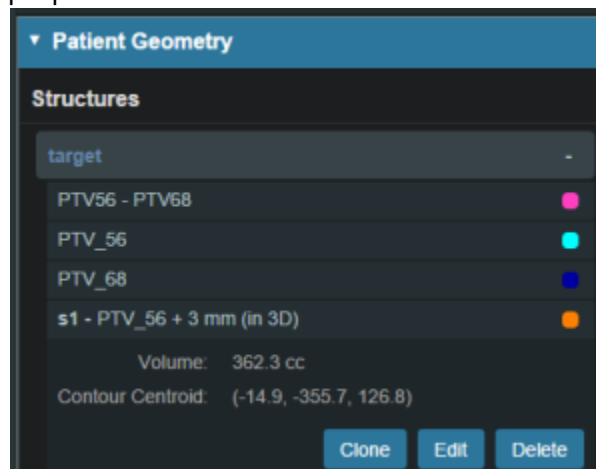 Patient Geometry
Structures
target -
PTV56 - PTV68
PTV_56
PTV_68
s1 - PTV_56 + 3 mm (in 3D)
Volume: 362.3 cc
Contour Centroid: (-14.9, -355.7, 126.8)
Clone Edit Delete